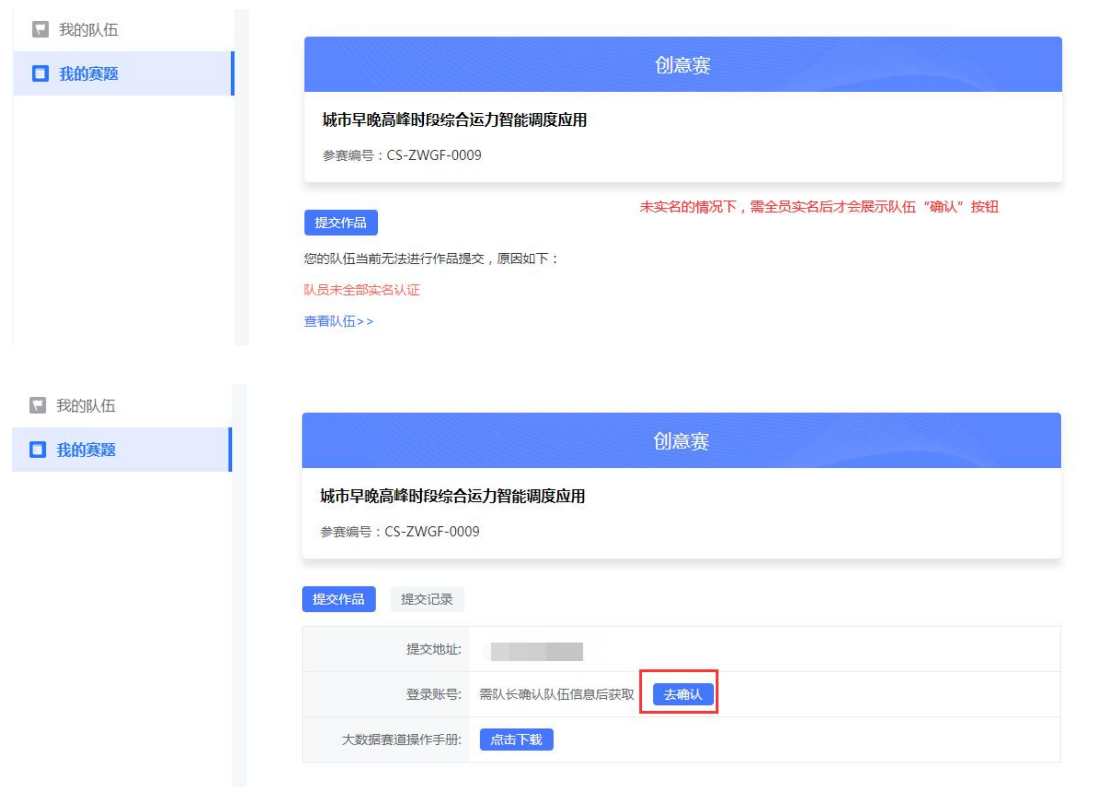 我的队伍
我的赛题
创意赛
城市早晚高峰时段综合运力智能调度应用
参赛编号：CS-ZWGF-0009
未实名的情况下，需全员实名后才会展示队伍“确认”按钮
提交作品
您的队伍当前无法进行作品提交，原因如下：
队员未全部实名认证
查看队伍>>
我的队伍
我的赛题
创意赛
城市早晚高峰时段综合运力智能调度应用
参赛编号：CS-ZWGF-0009
提交作品 提交记录
提交地址:
登录账号: 需队长确认队伍信息后获取 去确认
大数据赛道操作手册: 点击下载